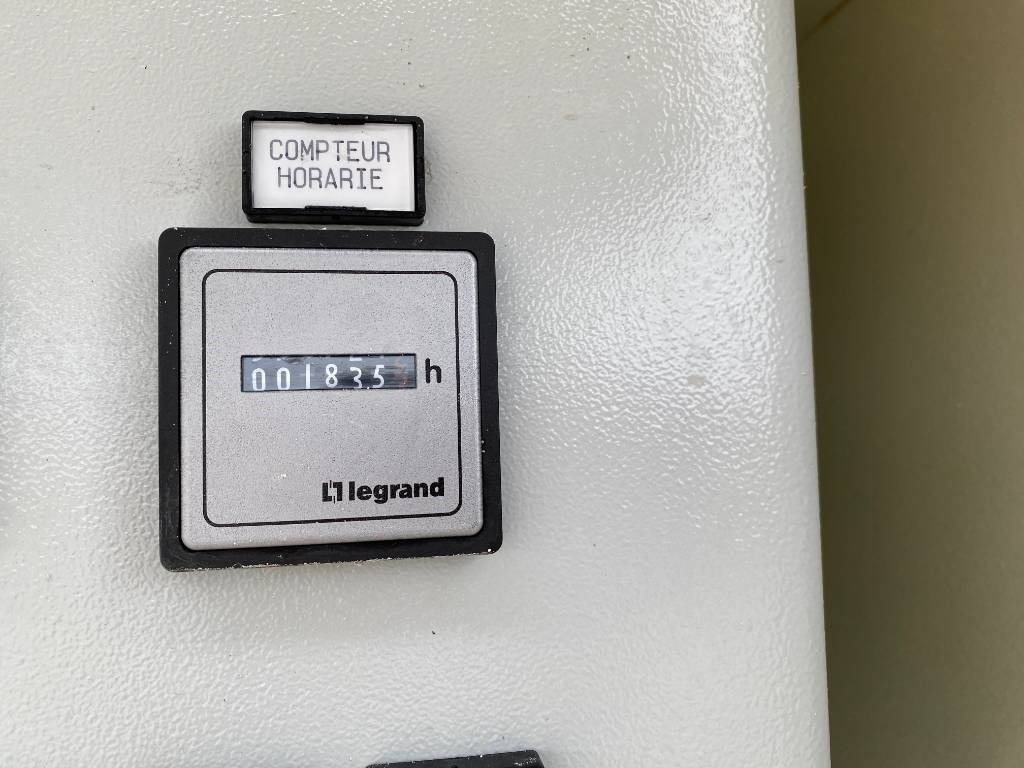 COMPTEUR
HORARIE
001835 h
legrand